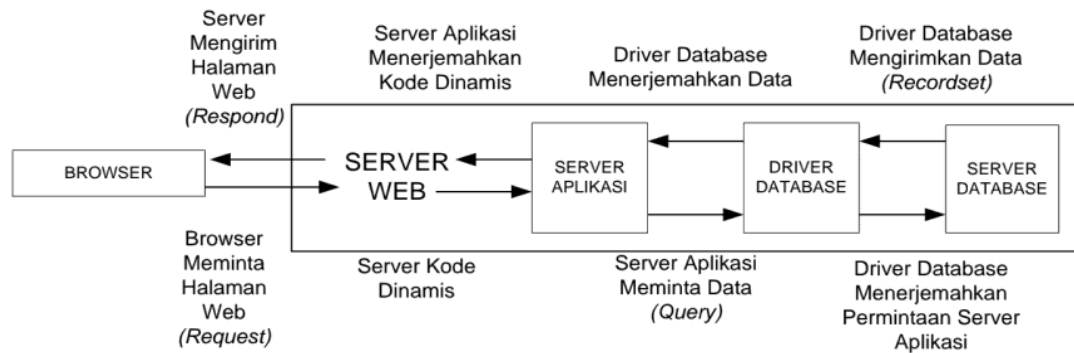 Server
Mengirim
Halaman
Web
(Respond)
Server Aplikasi
Menerjemahkan
Kode Dinamis
Driver Database
Menerjemahkan Data
Driver Database
Mengirimkan Data
(Recordset)
BROWSER
SERVER
WEB
SERVER
APLIKASI
DRIVER
DATABASE
SERVER
DATABASE
Browser
Meminta
Halaman
Web
(Request)
Server Kode
Dinamis
Server Aplikasi
Meminta Data
(Query)
Driver Database
Menerjemahkan
Permintaan Server
Aplikasi